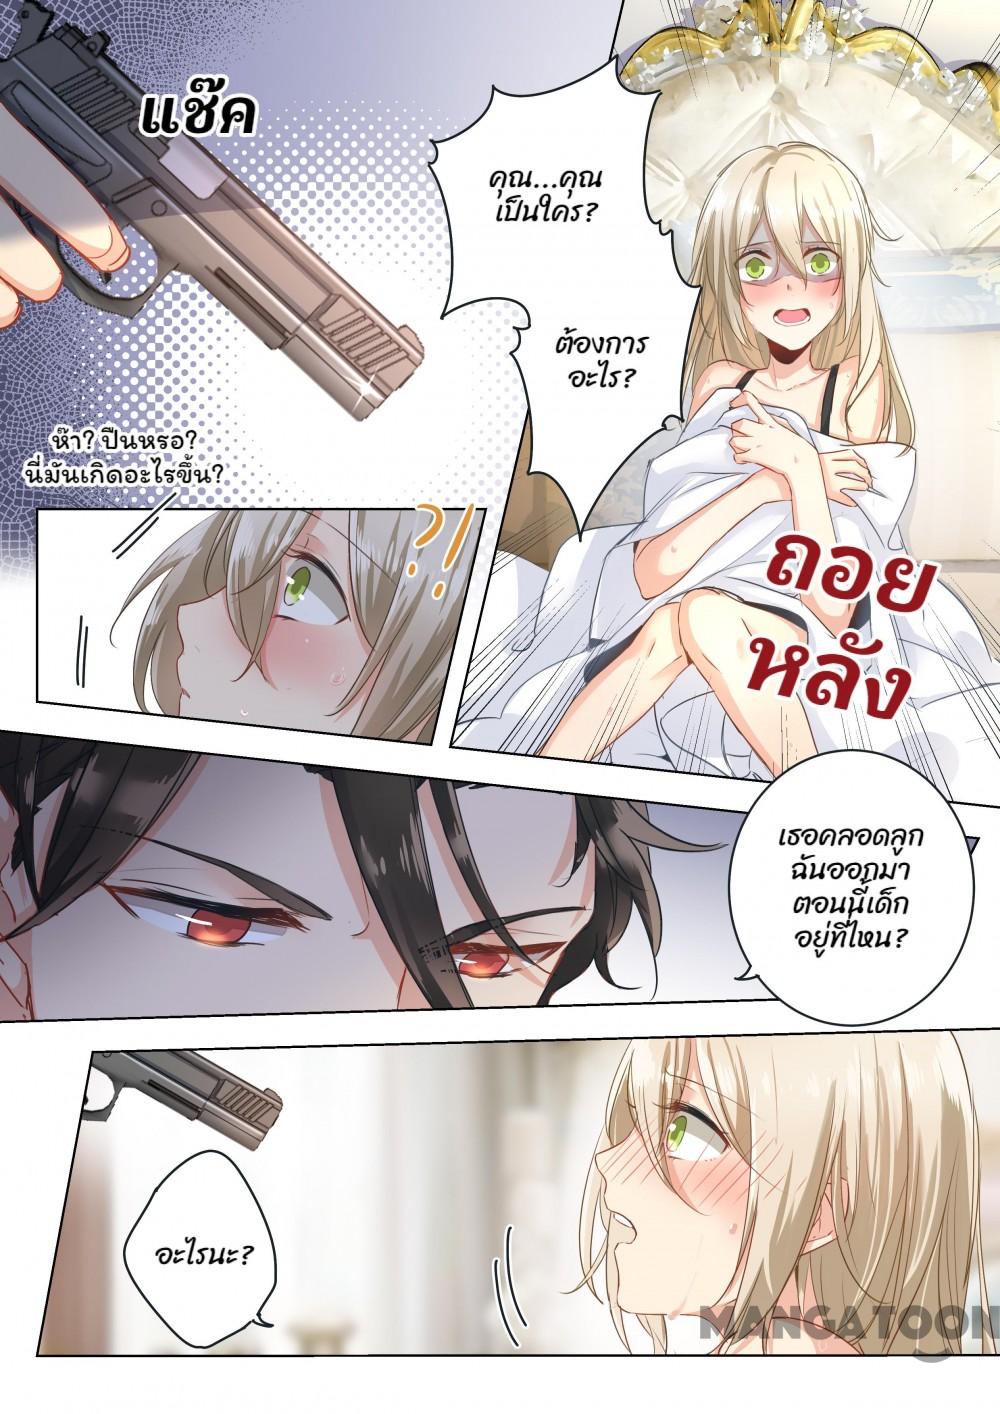 แช๊ค
คุณ...คุณ
เป็นใคร?
ต้องการ
อะไร?
ห๊า? ปืนหรอ?
นี่มันเกิดอะไรขึ้น?
?!
ถอย
หลัง
เธอคลอดลูก
ฉันออกมา
ตอนนี้เด็ก
อยู่ที่ไหน?
อะไรนะ?
MANGATOON